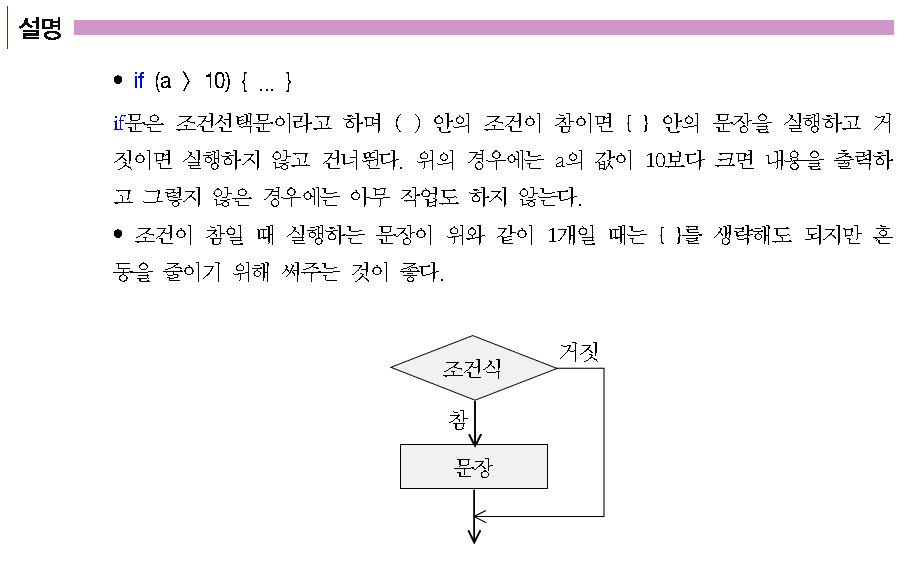 설명
● if (a > 10) { ... }
if문은 조건선택문이라고 하며 ( ) 안의 조건이 참이면 { } 안의 문장을 실행하고 거
짓이면 실행하지 않고 건너뛴다. 위의 경우에는 a의 값이 10보다 크면 내용을 출력하
고 그렇지 않은 경우에는 아무 작업도 하지 않는다.
● 조건이 참일 때 실행하는 문장이 위와 같이 1개일 때는 { }를 생략해도 되지만 혼
동을 줄이기 위해 써주는 것이 좋다.
거짓
조건식
참
문장